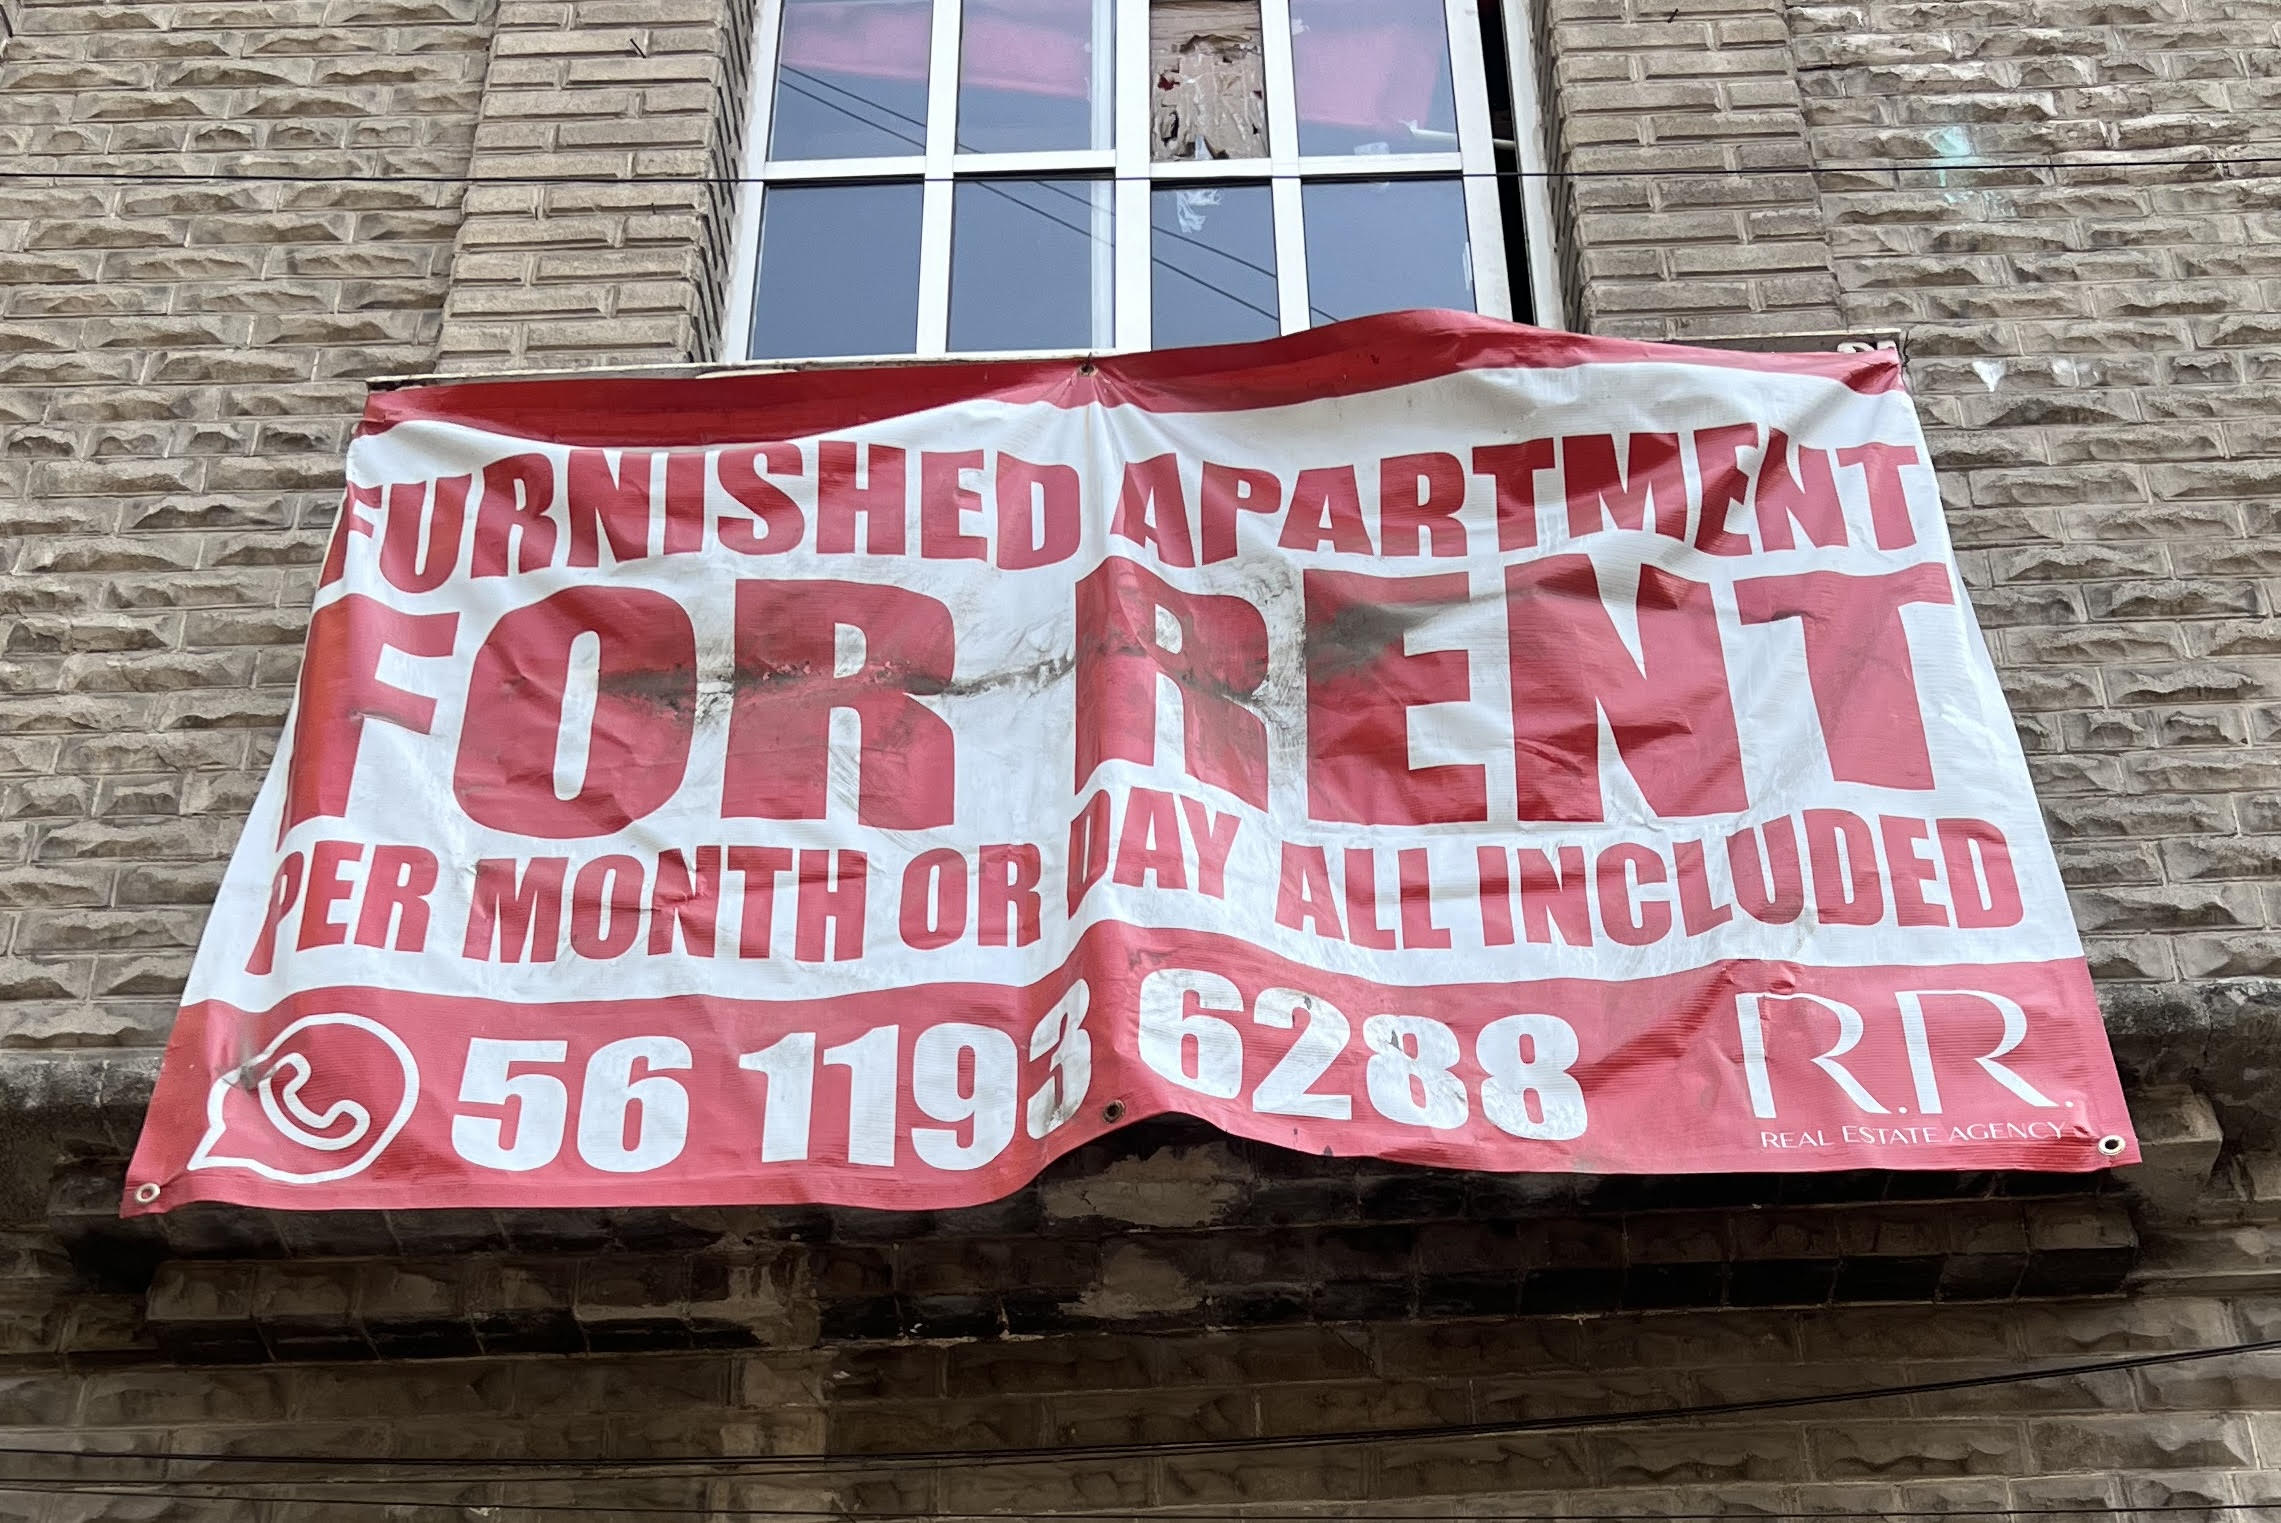 FURNISHED APARTMENT
FOR RENT
PER MONTH OR DAY ALL INCLUDED
56 1193 6288
R.R.
REAL ESTATE AGENCY